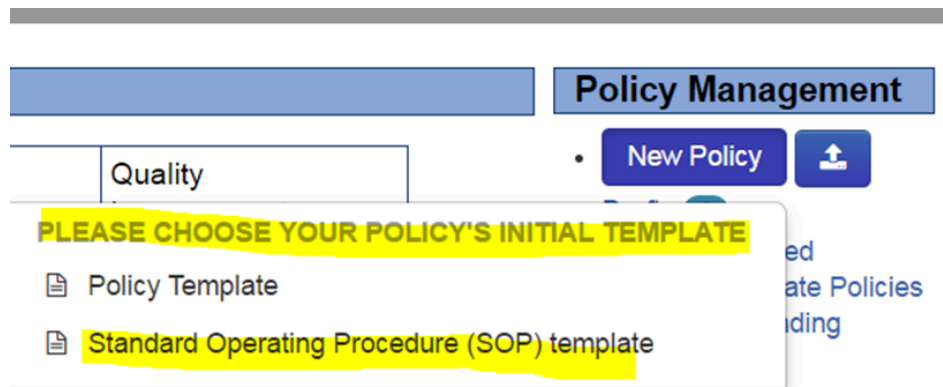 Policy Management
New Policy
Quality
PLEASE CHOOSE YOUR POLICY'S INITIAL TEMPLATE
ed
Policy Template
ate Policies
Standard Operating Procedure (SOP) template
nding